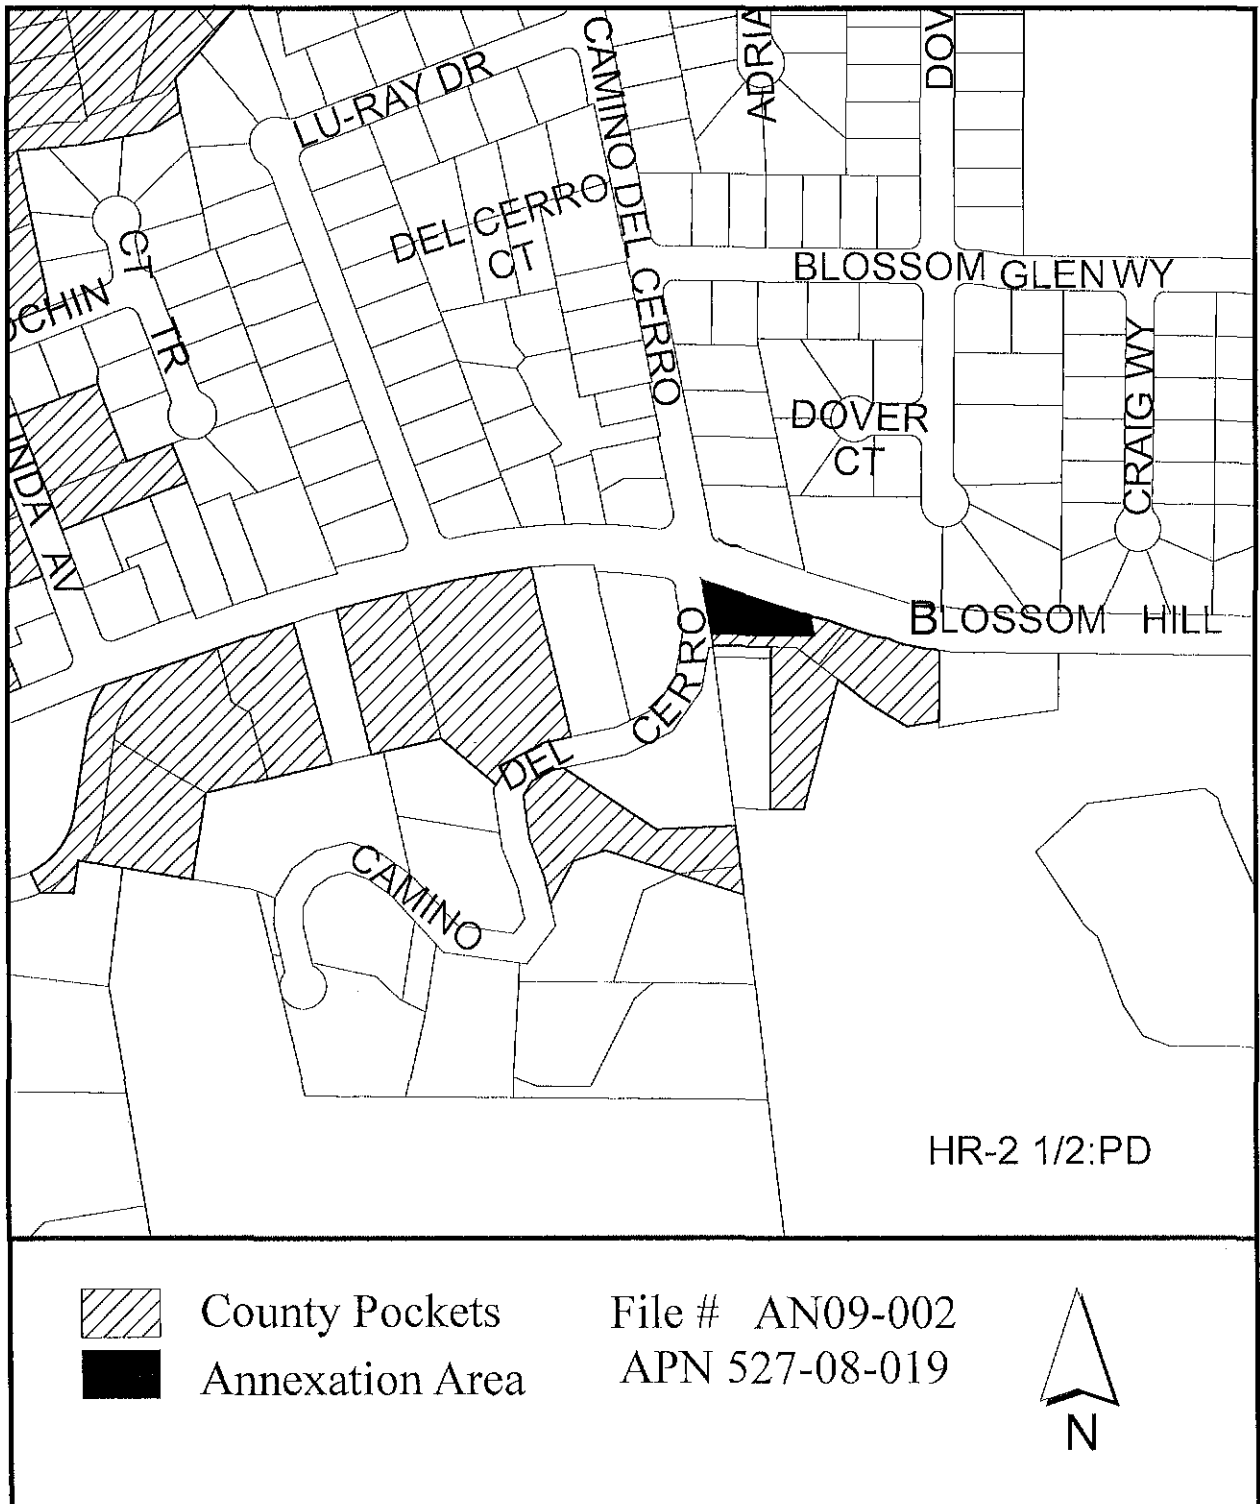 CAMINO DEL CERRO
ADRIA
DOV
LU-RAY DR
DEL CERRO
CT
CT
OCHIN
TR
BLOSSOM GLEN WY
DOVER
CT
CRAIG WY
INDA AV
BLOSSOM HILL
CAMINO DEL CERRO
HR-2 1/2:PD
County Pockets
Annexation Area
File # AN09-002
APN 527-08-019
N